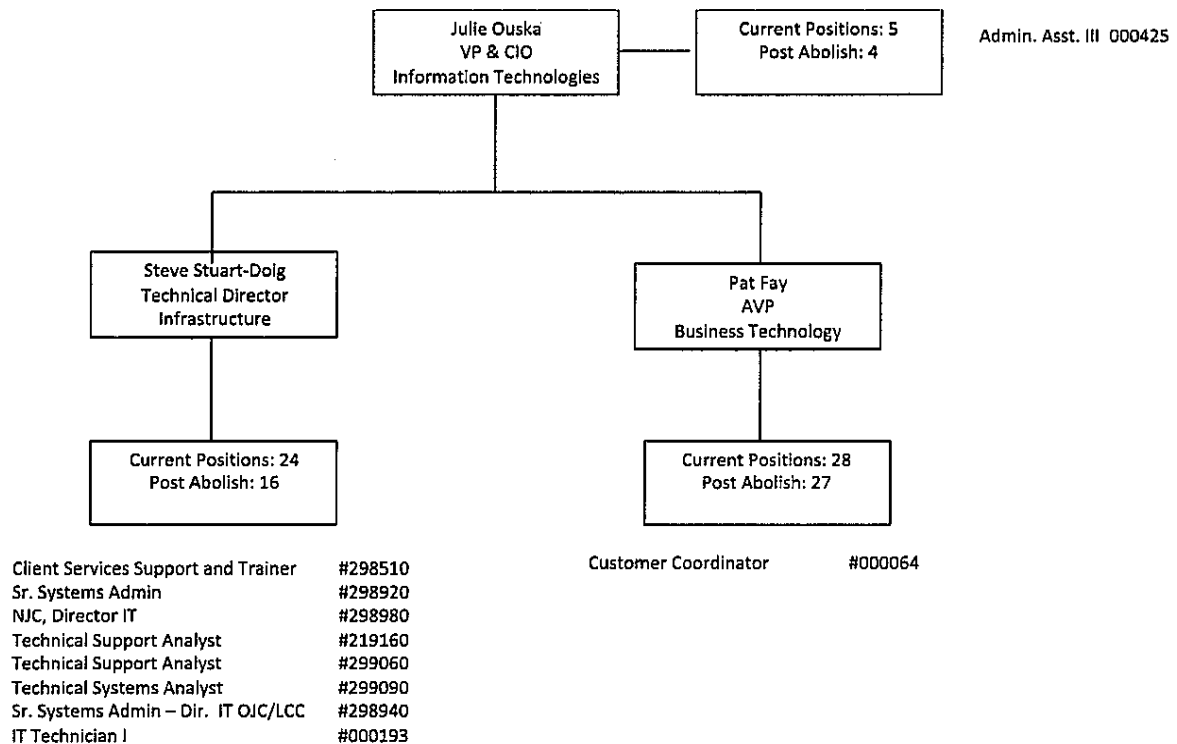 Julie Ouska
VP & CIO
Information Technologies
Current Positions: 5
Post Abolish: 4
Admin. Asst. III 000425
Steve Stuart-Doig
Technical Director
Infrastructure
Pat Fay
AVP
Business Technology
Current Positions: 24
Post Abolish: 16
Current Positions: 28
Post Abolish: 27
Client Services Support and Trainer #298510
Sr. Systems Admin #298920
NJC, Director IT #298980
Technical Support Analyst #219160
Technical Support Analyst #299060
Technical Systems Analyst #299090
Sr. Systems Admin – Dir. IT OJC/LCC #298940
IT Technician I #000193
Customer Coordinator #000064